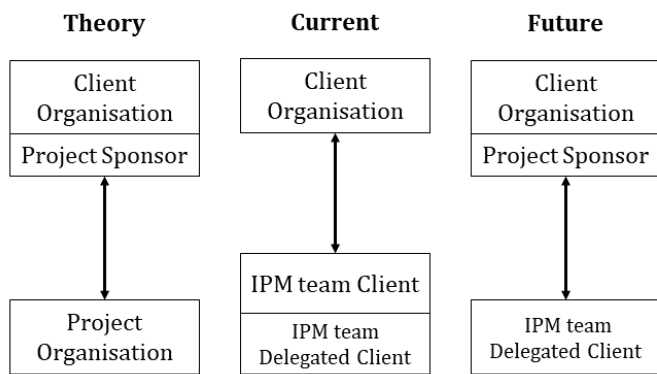 Theory
Client
Organisation
Project Sponsor
Project
Organisation
Current
Client
Organisation
IPM team Client
IPM team
Delegated Client
Future
Client
Organisation
Project Sponsor
IPM team
Delegated Client